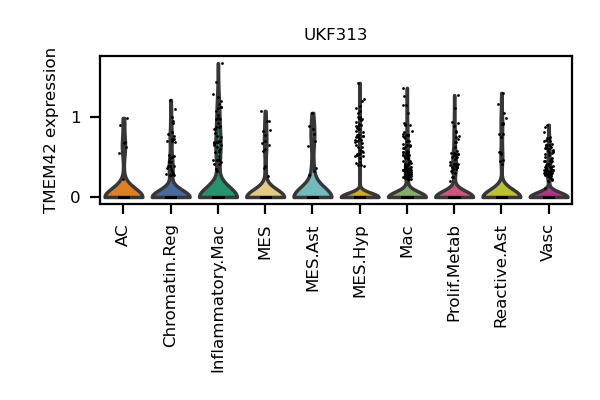 UKF313
TMEM42 expression
1
0
AC
Chromatin.Reg
Inflammatory.Mac
MES
MES.Ast
MES.Hyp
Mac
Prolif.Metab
Reactive.Ast
Vasc